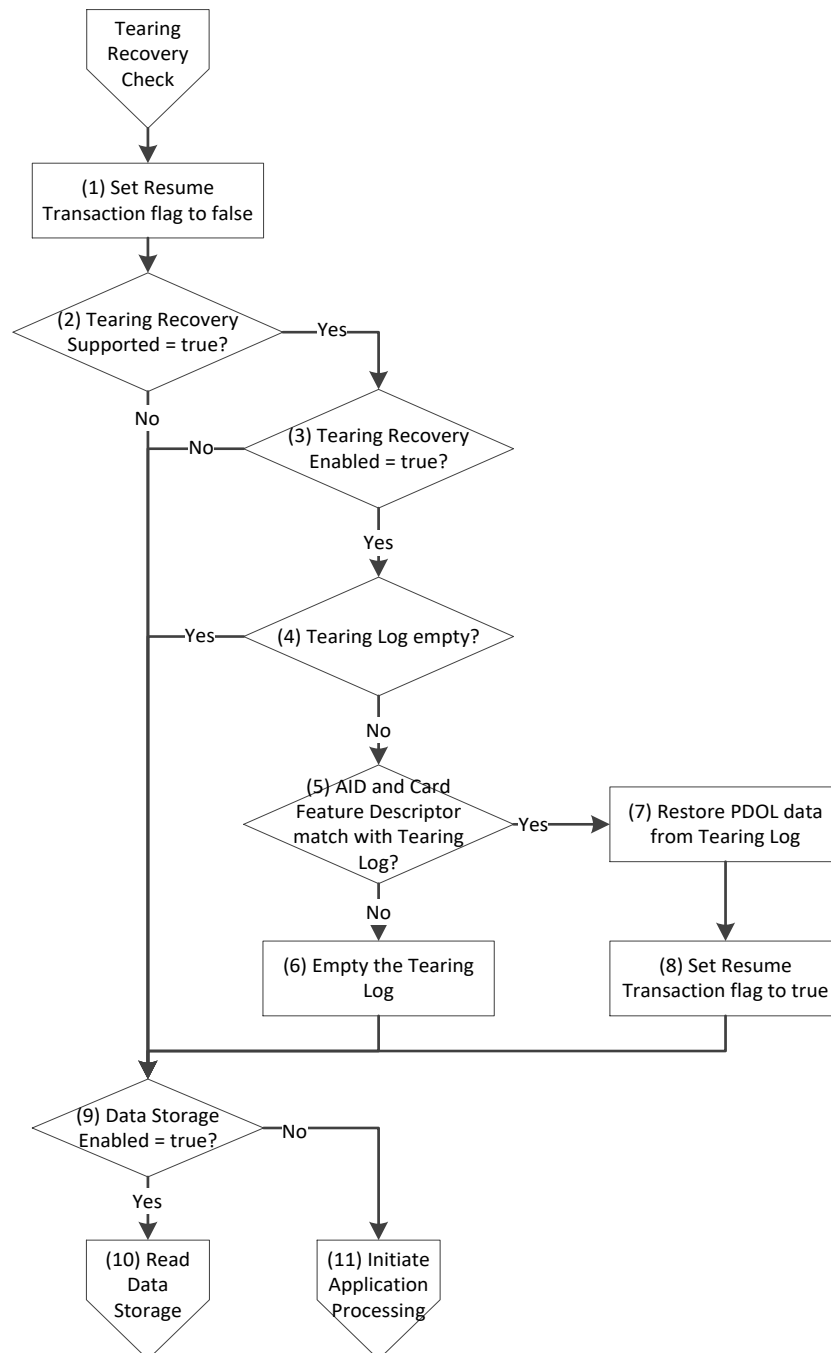 Tearing
Recovery
Check
(1) Set Resume
Transaction flag to false
(2) Tearing Recovery
Supported = true?
Yes
No
(3) Tearing Recovery
Enabled = true?
No
Yes
(4) Tearing Log empty?
Yes
No
(5) AID and Card
Feature Descriptor
match with Tearing
Log?
Yes
(7) Restore PDOL data
from Tearing Log
No
(6) Empty the Tearing
Log
(8) Set Resume
Transaction flag to true
(9) Data Storage
Enabled = true?
No
Yes
(10) Read
Data
Storage
(11) Initiate
Application
Processing